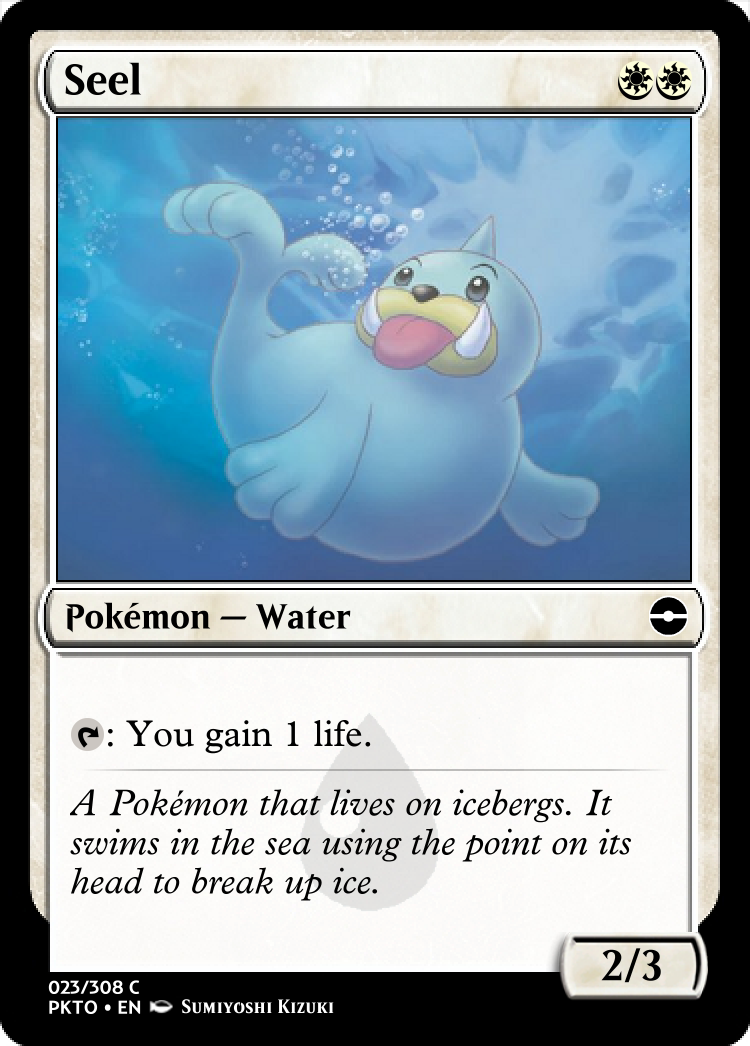 Seel
Pokémon — Water
: You gain 1 life.
A Pokémon that lives on icebergs. It
swims in the sea using the point on its
head to break up ice.
2/3
023/308 C
PKTO • EN Sumiyoshi Kizuki